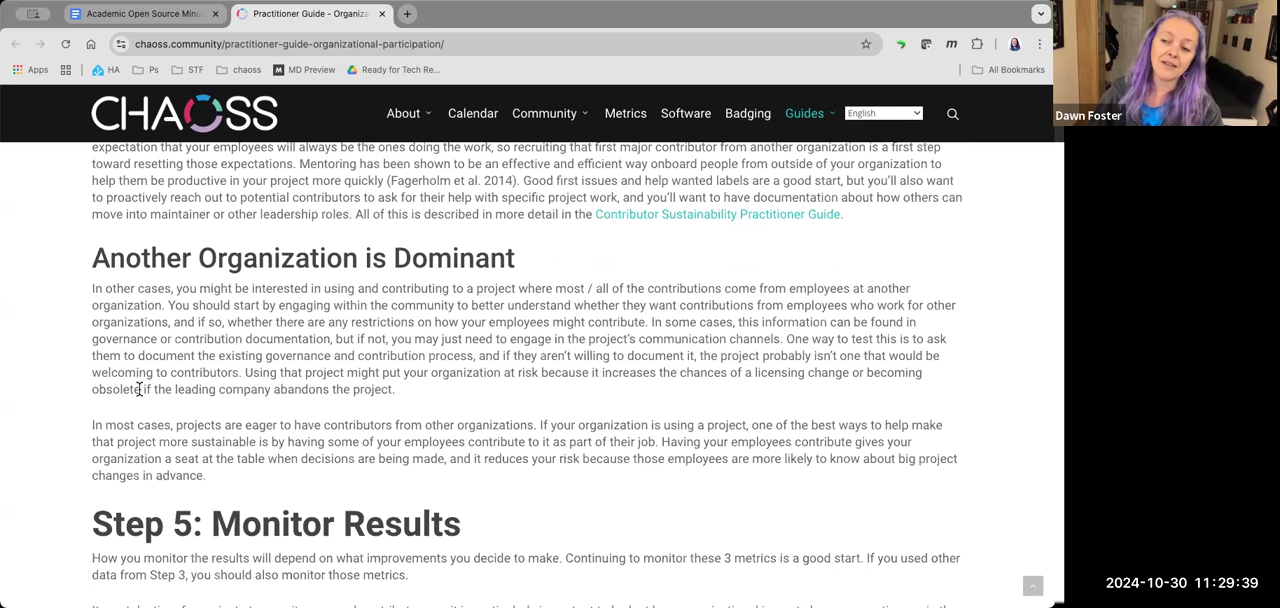 Academic Open Source Minu
Practitioner Guide - Organiza
chaoss.community/practitioner-guide-organizational-participation/
Apps
HA
Ps
STF
chaoss
MD Preview
Ready for Tech Re...
All Bookmarks
Dawn Foster
CHAOSS
About
Calendar
Community
Metrics
Software
Badging
Guides
English
expectation that your employees will always be the ones doing the work, so recruiting that first major contributor from another organization is a first step
toward resetting those expectations. Mentoring has been shown to be an effective and efficient way onboard people from outside of your organization to
help them be productive in your project more quickly (Fagerholm et al. 2014). Good first issues and help wanted labels are a good start, but you'll also want
to proactively reach out to potential contributors to ask for their help with specific project work, and you'll want to have documentation about how others can
move into maintainer or other leadership roles. All of this is described in more detail in the Contributor Sustainability Practitioner Guide.
Another Organization is Dominant
In other cases, you might be interested in using and contributing to a project where most / all of the contributions come from employees at another
organization. You should start by engaging within the community to better understand whether they want contributions from employees who work for other
organizations, and if so, whether there are any restrictions on how your employees might contribute. In some cases, this information can be found in
governance or contribution documentation, but if not, you may just need to engage in the project's communication channels. One way to test this is to ask
them to document the existing governance and contribution process, and if they aren't willing to document it, the project probably isn't one that would be
welcoming to contributors. Using that project might put your organization at risk because it increases the chances of a licensing change or becoming
obsolete if the leading company abandons the project.
In most cases, projects are eager to have contributors from other organizations. If your organization is using a project, one of the best ways to help make
that project more sustainable is by having some of your employees contribute to it as part of their job. Having your employees contribute gives your
organization a seat at the table when decisions are being made, and it reduces your risk because those employees are more likely to know about big project
changes in advance.
Step 5: Monitor Results
How you monitor the results will depend on what improvements you decide to make. Continuing to monitor these 3 metrics is a good start. If you used other
data from Step 3, you should also monitor those metrics.
2024-10-30 11:29:39